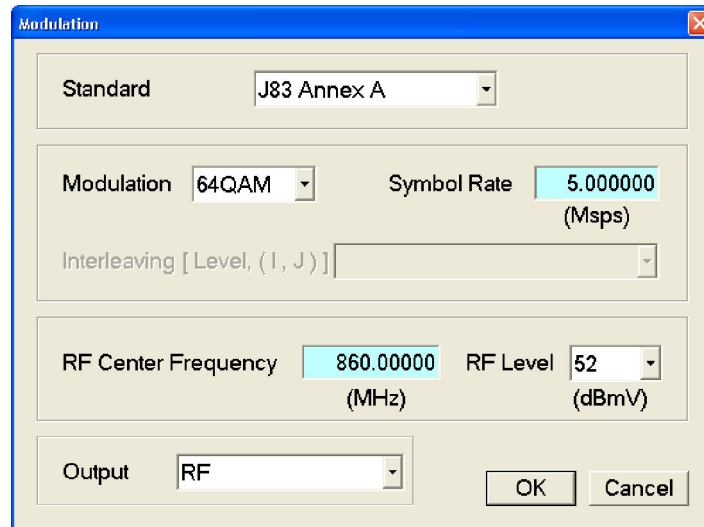 Modulation
Standard J83 Annex A
Modulation 64QAM Symbol Rate 5.000000
(Msps)
Interleaving [ Level, ( I , J ) ]
RF Center Frequency 860.00000 RF Level 52
(MHz) (dBmV)
Output RF
OK Cancel